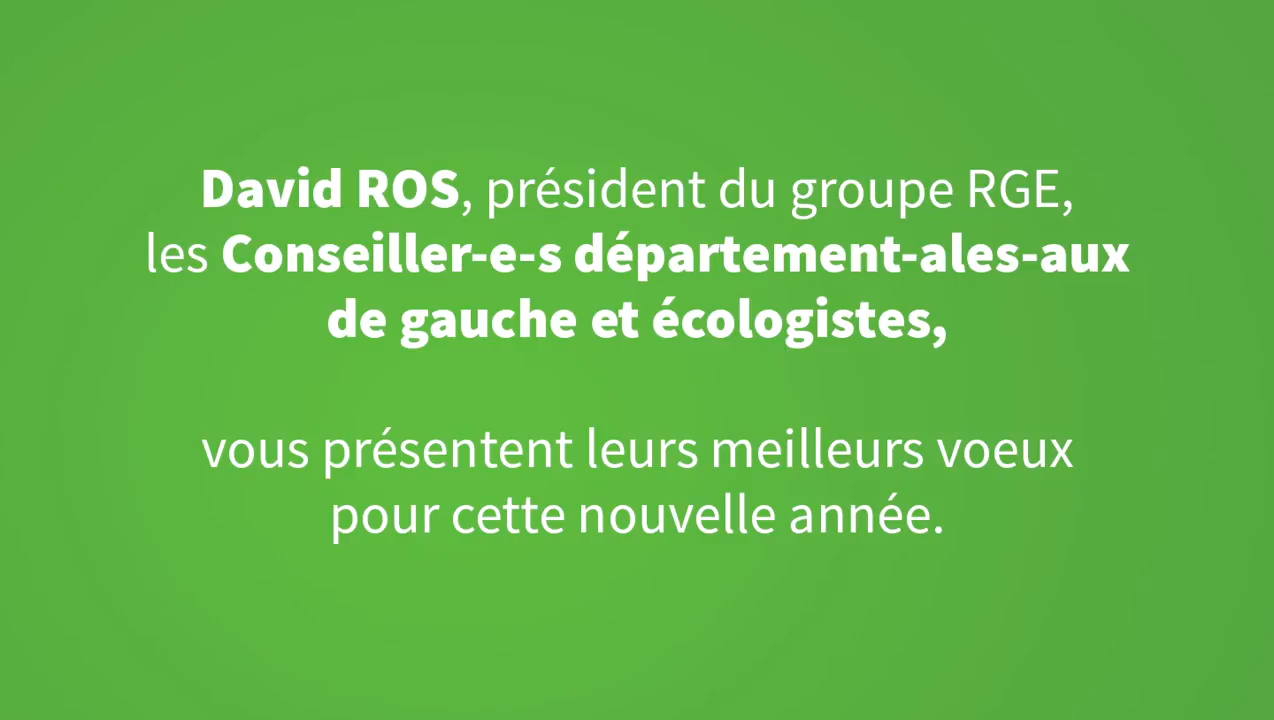 David ROS, président du groupe RGE,
les Conseiller-e-s département-ales-aux
de gauche et écologistes,
vous présentent leurs meilleurs voeux
pour cette nouvelle année.